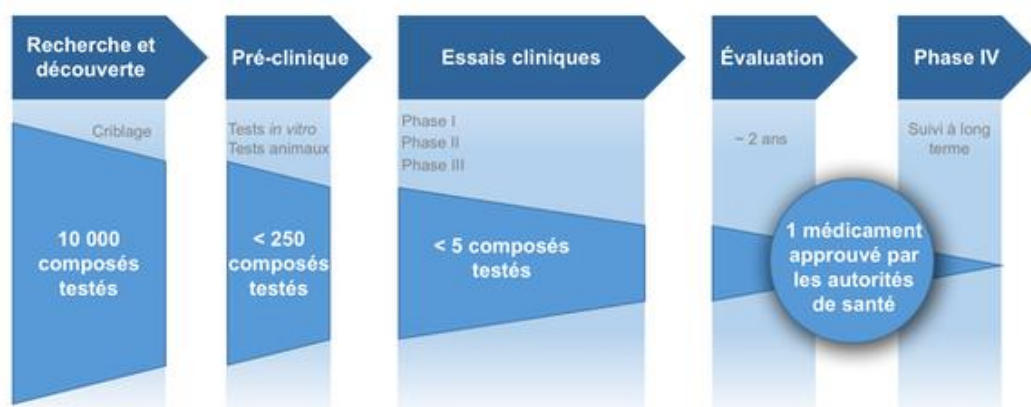 Recherche et
découverte
Pré-clinique
Essais cliniques
Évaluation
Phase IV
Criblage
Tests in vitro
Tests animaux
Phase I
Phase II
Phase III
~ 2 ans
Suivi à long
terme
10 000
composés
testés
< 250
composés
testés
< 5 composés
testés
1 médicament
approuvé par
les autorités
de santé